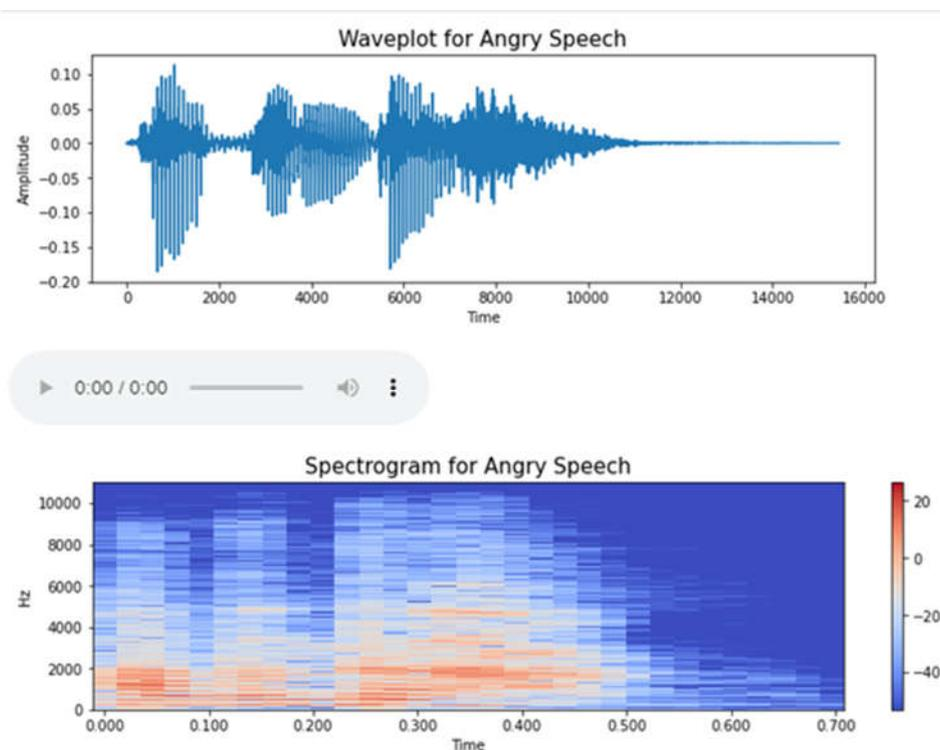 Waveplot for Angry Speech
0.10
0.05
0.00
−0.05
−0.10
−0.15
−0.20
Amplitude
0 2000 4000 6000 8000 10000 12000 14000 16000
Time
0:00 / 0:00
Spectrogram for Angry Speech
10000
8000
6000
4000
2000
0
Hz
0.000 0.100 0.200 0.300 0.400 0.500 0.600 0.700
Time
20
0
−20
−40